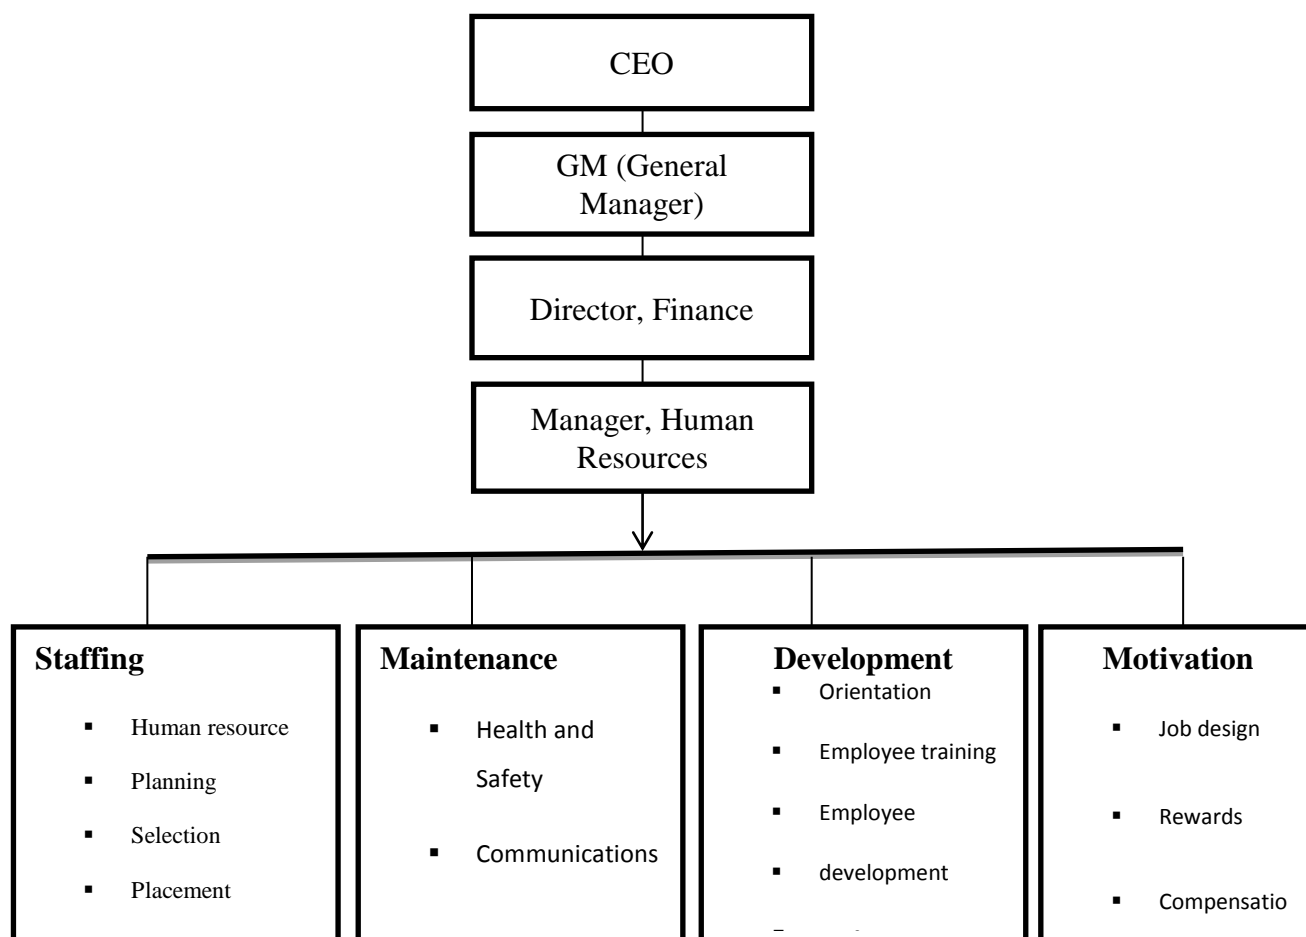 CEO
GM (General
Manager)
Director, Finance
Manager, Human
Resources
Staffing
▪ Human resource
▪ Planning
▪ Selection
▪ Placement
Maintenance
▪ Health and
Safety
▪ Communications
Development
▪ Orientation
▪ Employee training
▪ Employee
▪ development
Motivation
▪ Job design
▪ Rewards
▪ Compensatio